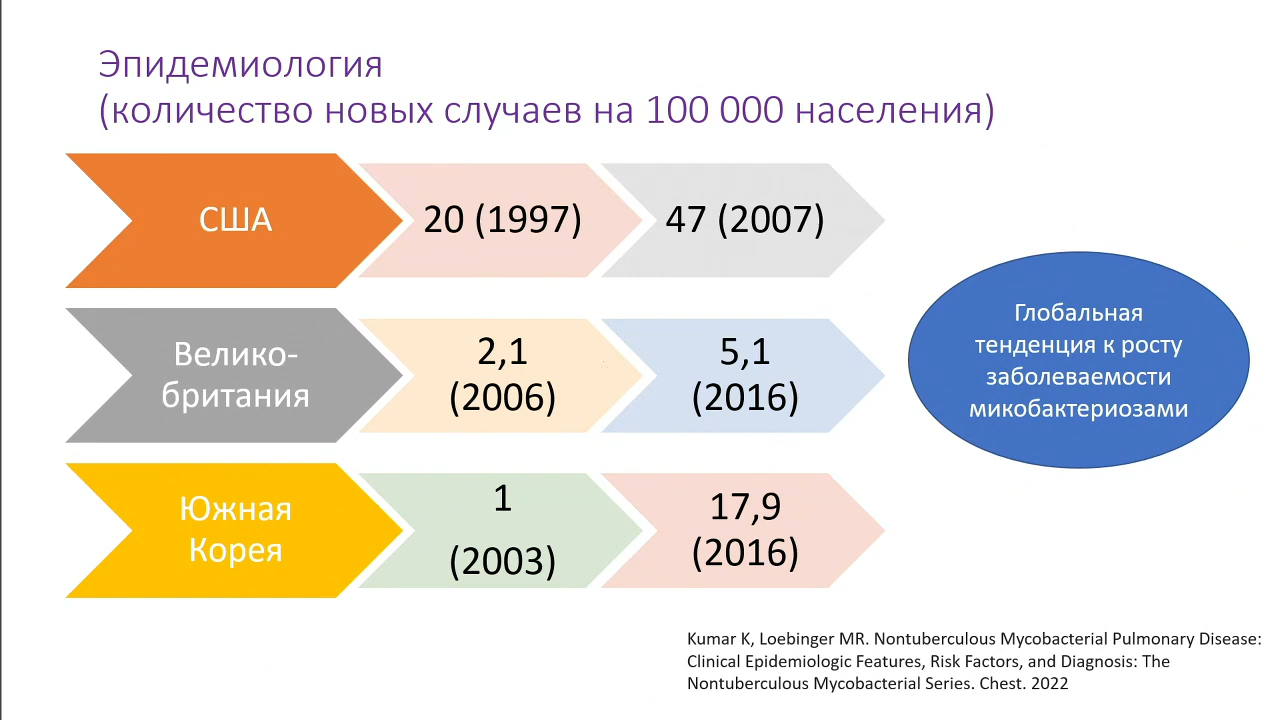 Эпидемиология
(количество новых случаев на 100 000 населения)
США
20 (1997)
47 (2007)
Велико-
британия
2,1
(2006)
5,1
(2016)
Южная
Корея
1
(2003)
17,9
(2016)
Глобальная
тенденция к росту
заболеваемости
микобактериозами
Kumar K, Loebinger MR. Nontuberculous Mycobacterial Pulmonary Disease:
Clinical Epidemiologic Features, Risk Factors, and Diagnosis: The
Nontuberculous Mycobacterial Series. Chest. 2022